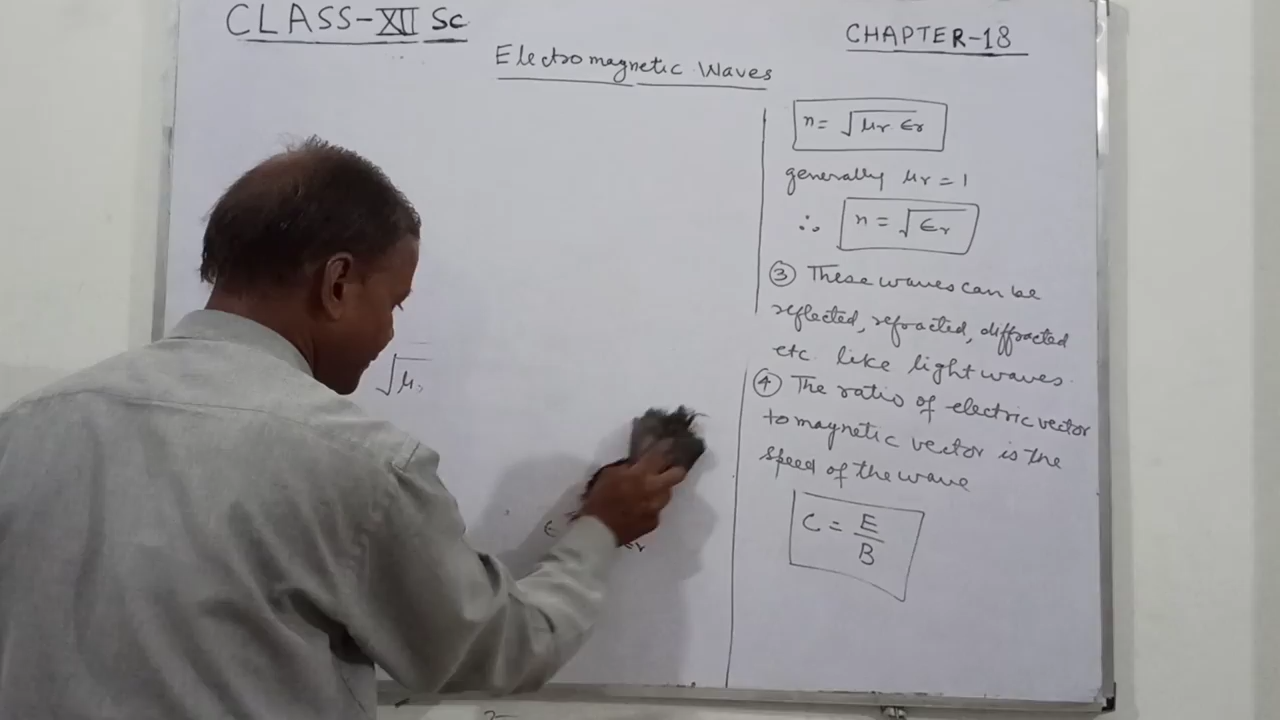 CLASS-XII Sc
CHAPTER-18
Electromagnetic Waves
√μ
ϵ
ϵr
n = √μr ϵr
generally μr = 1
∴ n = √ϵr
③ These waves can be
reflected, refracted, diffracted
etc. like light waves.
④ The ratio of electric vector
to magnetic vector is the
speed of the wave
C = E/B